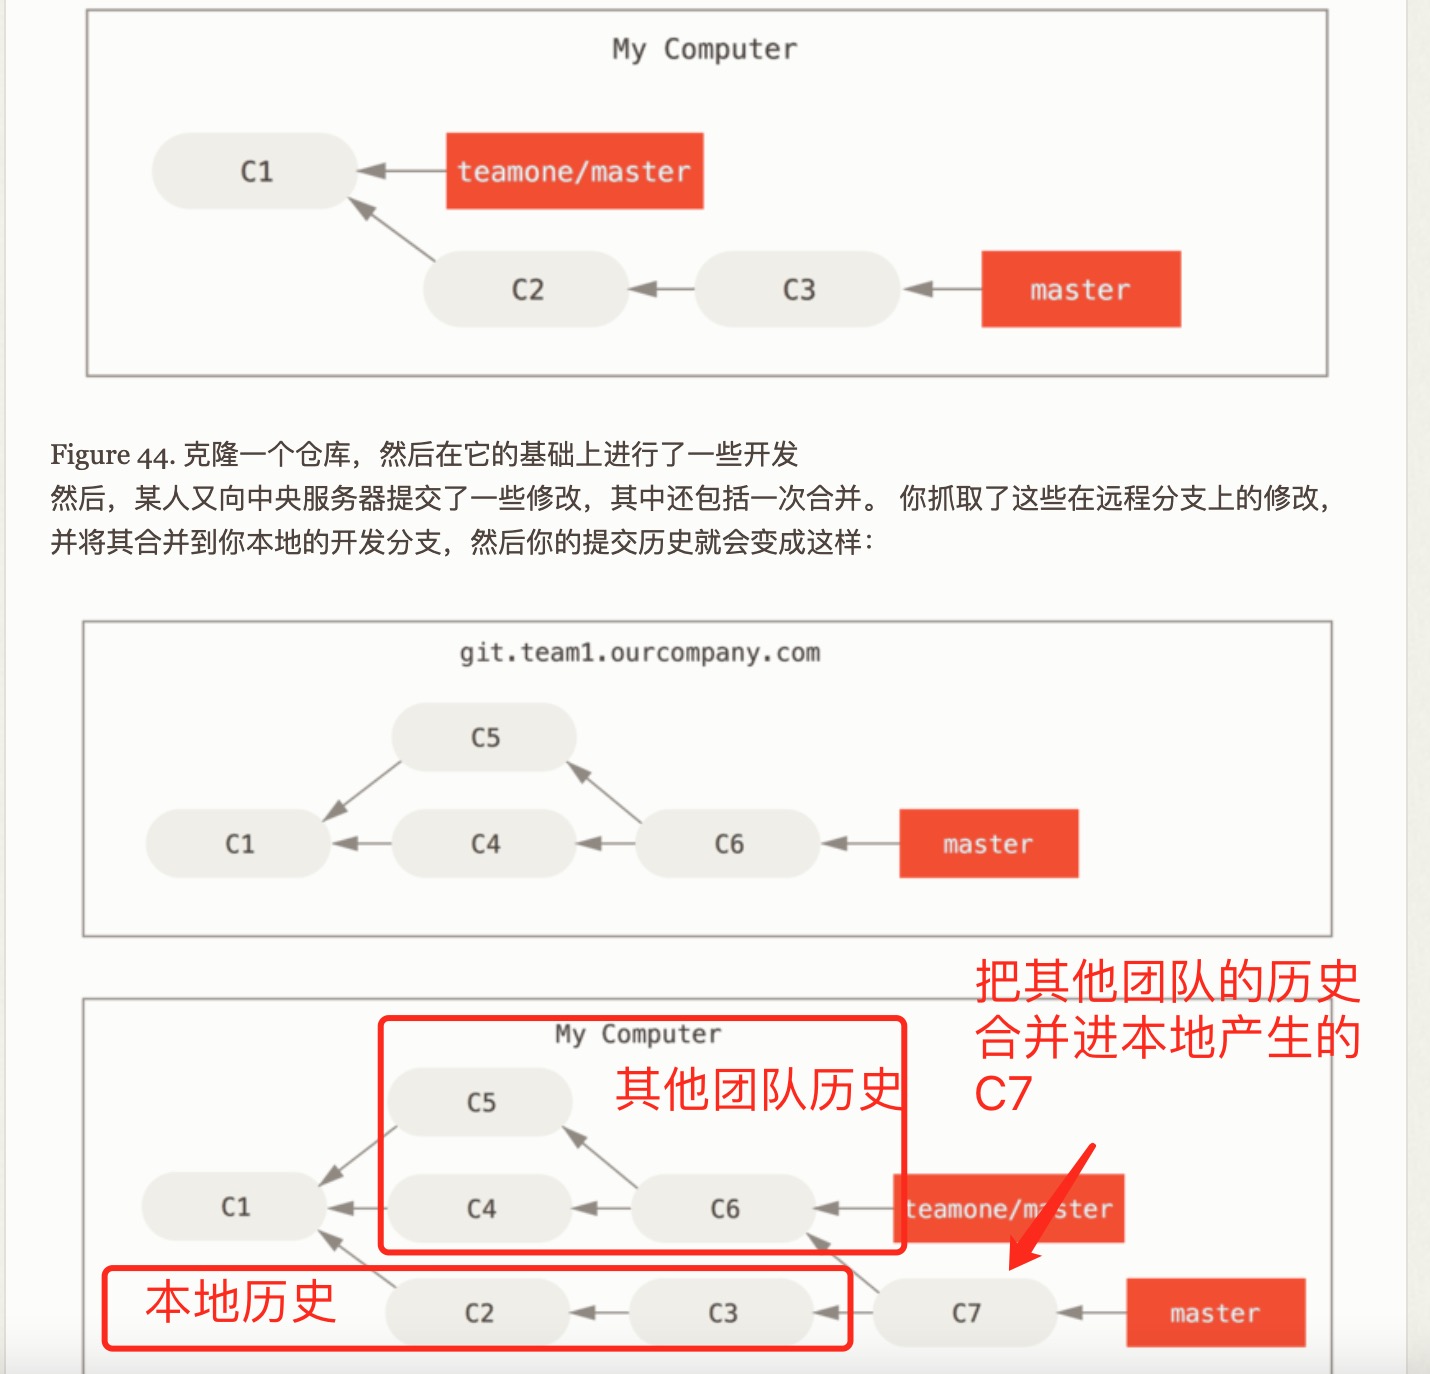 My Computer
C1
teamone/master
C2
C3
master
Figure 44. 克隆一个仓库，然后在它的基础上进行了一些开发
然后，某人又向中央服务器提交了一些修改，其中还包括一次合并。 你抓取了这些在远程分支上的修改，
并将其合并到你本地的开发分支，然后你的提交历史就会变成这样：
git.team1.ourcompany.com
C5
C1
C4
C6
master
把其他团队的历史
合并进本地产生的
C7
My Computer
其他团队历史
C5
C1
C4
C6
teamone/master
本地历史
C2
C3
C7
master